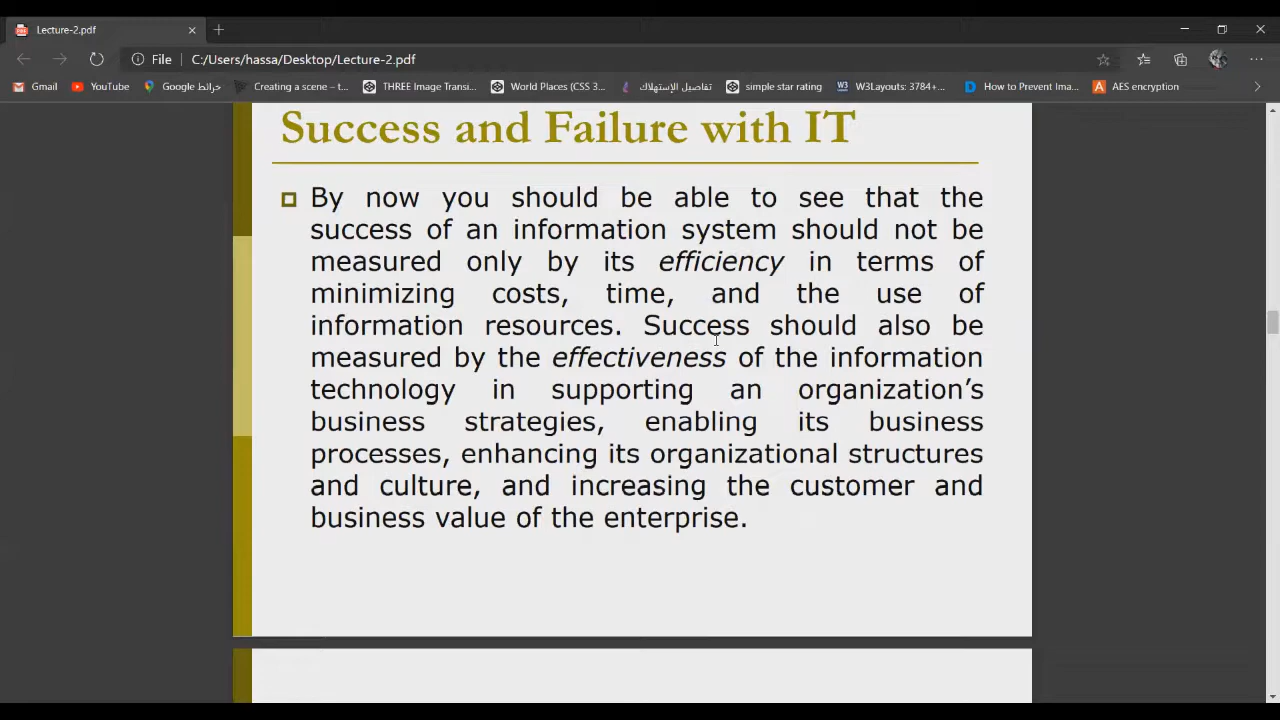 Lecture-2.pdf
File C:/Users/hassa/Desktop/Lecture-2.pdf
Gmail YouTube خرائط Google Creating a scene – t... THREE Image Transi... World Places (CSS 3... تفاصيل الإستهلاك simple star rating W3Layouts: 3784+... How to Prevent Ima... AES encryption
Success and Failure with IT
By now you should be able to see that the
success of an information system should not be
measured only by its efficiency in terms of
minimizing costs, time, and the use of
information resources. Success should also be
measured by the effectiveness of the information
technology in supporting an organization’s
business strategies, enabling its business
processes, enhancing its organizational structures
and culture, and increasing the customer and
business value of the enterprise.